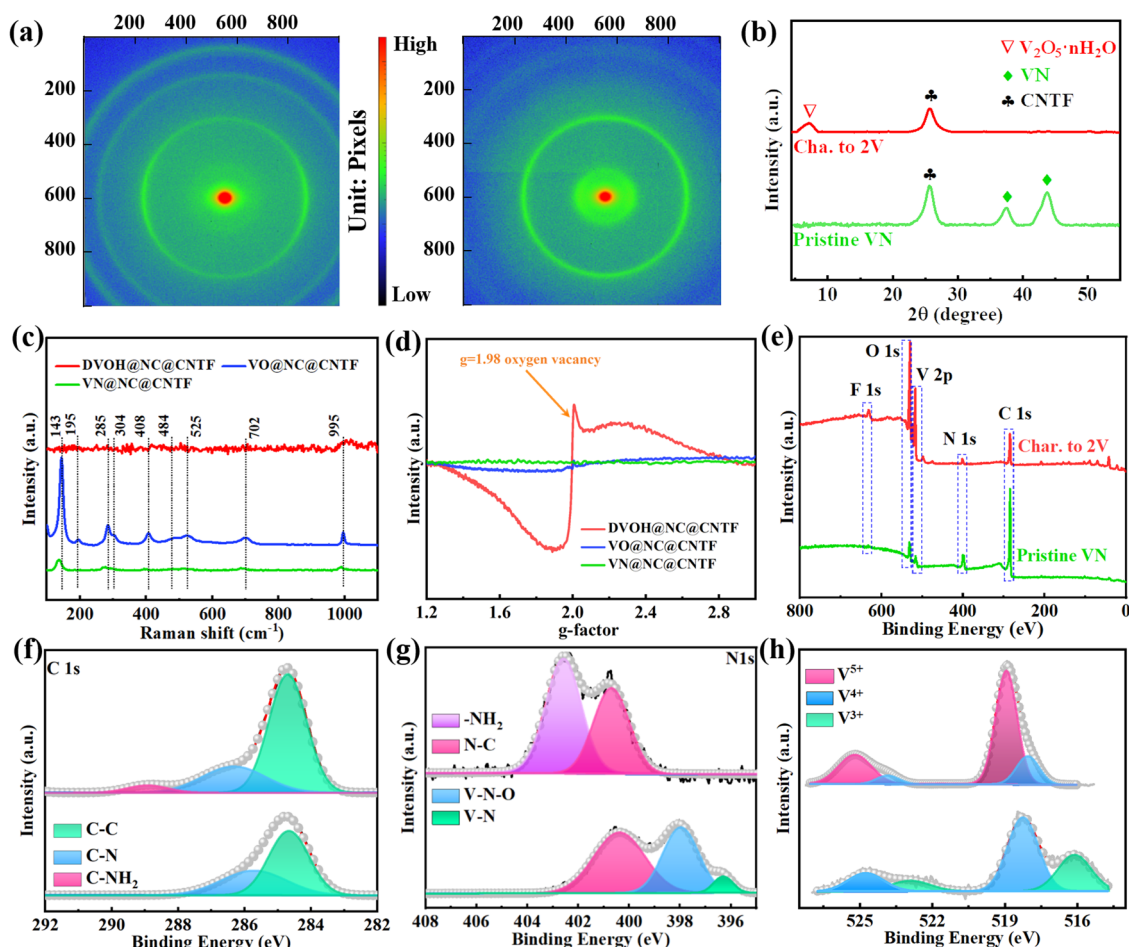 (a)
200 400 600 800
200
400
600
800
High
Unit: Pixels
Low
200 400 600 800
(b)
V₂O₅·nH₂O
VN
CNTF
Cha. to 2V
Pristine VN
Intensity (a.u.)
10 20 30 40 50
2θ (degree)
(c)
DVOH@NC@CNTF
VO@NC@CNTF
VN@NC@CNTF
143
195
285
304
408
484
525
702
995
Intensity (a.u.)
200 400 600 800 1000
Raman shift (cm⁻¹)
(d)
g=1.98 oxygen vacancy
DVOH@NC@CNTF
VO@NC@CNTF
VN@NC@CNTF
Intensity (a.u.)
1.2 1.6 2.0 2.4 2.8
g-factor
(e)
O 1s
V 2p
F 1s
C 1s
N 1s
Char. to 2V
Pristine VN
Intensity (a.u.)
800 600 400 200 0
Binding Energy (eV)
(f)
C 1s
C-C
C-N
C-NH₂
Intensity (a.u.)
292 290 288 286 284 282
Binding Energy (eV)
(g)
N1s
-NH₂
N-C
V-N-O
V-N
Intensity (a.u.)
408 406 404 402 400 398 396
Binding Energy (eV)
(h)
V⁵⁺
V⁴⁺
V³⁺
Intensity (a.u.)
525 522 519 516
Binding Energy (eV)